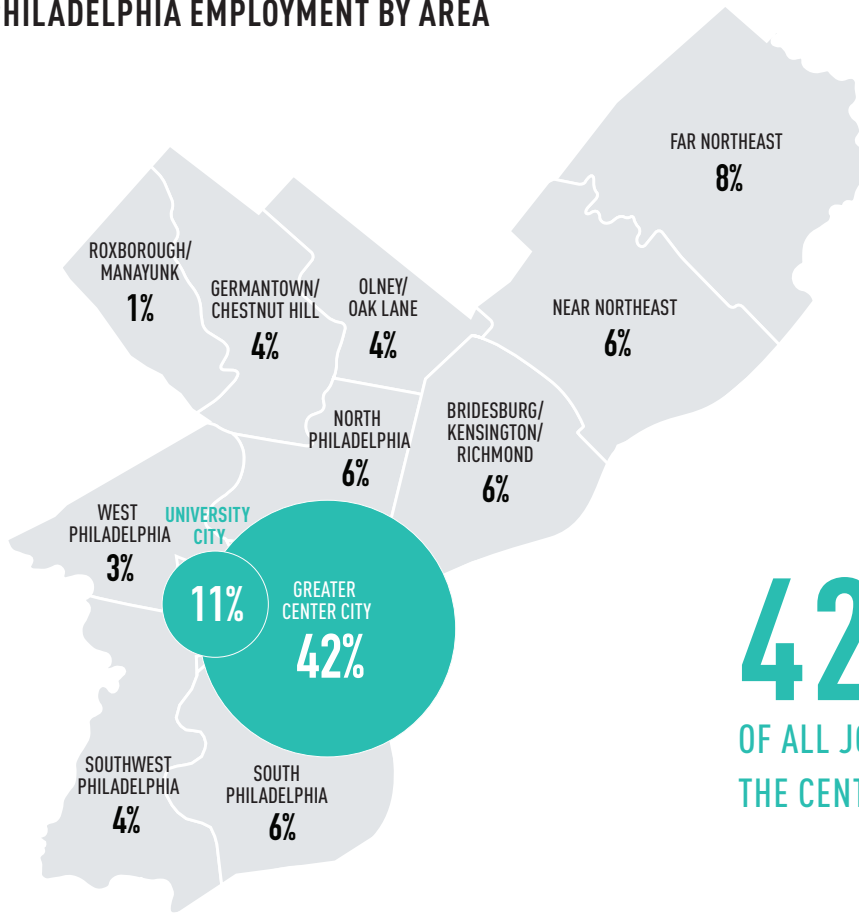 HILADELPHIA EMPLOYMENT BY AREA
FAR NORTHEAST
8%
ROXBOROUGH/
MANAYUNK
1%
GERMANTOWN/
CHESTNUT HILL
4%
OLNEY/
OAK LANE
4%
NEAR NORTHEAST
6%
NORTH
PHILADELPHIA
6%
BRIDESBURG/
KENSINGTON/
RICHMOND
6%
WEST
PHILADELPHIA
3%
UNIVERSITY
CITY
11%
GREATER
CENTER CITY
42%
SOUTHWEST
PHILADELPHIA
4%
SOUTH
PHILADELPHIA
6%
42
OF ALL JO
THE CENT